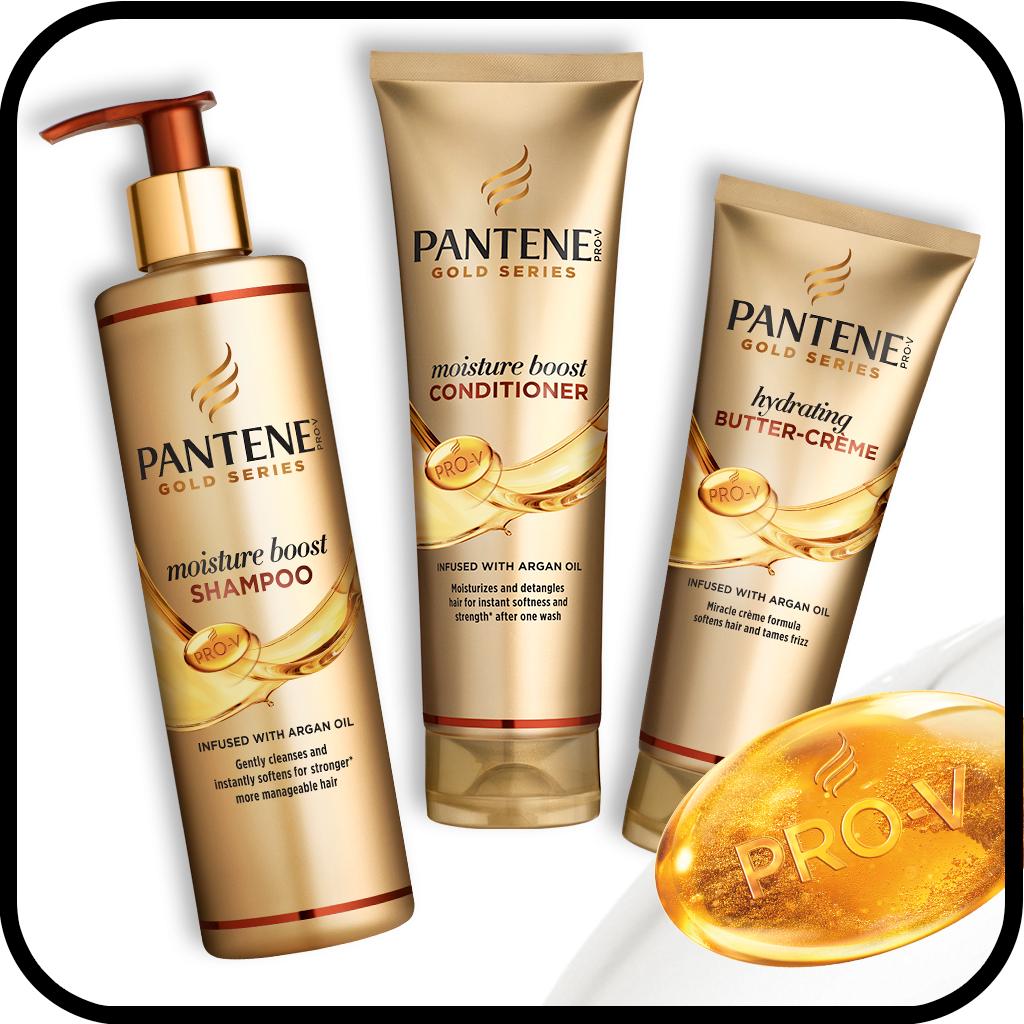 PANTENE PRO-V
GOLD SERIES
moisture boost
SHAMPOO
PRO-V
INFUSED WITH ARGAN OIL
Gently cleanses and
instantly softens for stronger*
more manageable hair
PANTENE PRO-V
GOLD SERIES
moisture boost
CONDITIONER
PRO-V
INFUSED WITH ARGAN OIL
Moisturizes and detangles
hair for instant softness and
strength* after one wash
PANTENE PRO-V
GOLD SERIES
hydrating
BUTTER-CRÈME
PRO-V
INFUSED WITH ARGAN OIL
Miracle crème formula
softens hair and tames frizz
PRO-V